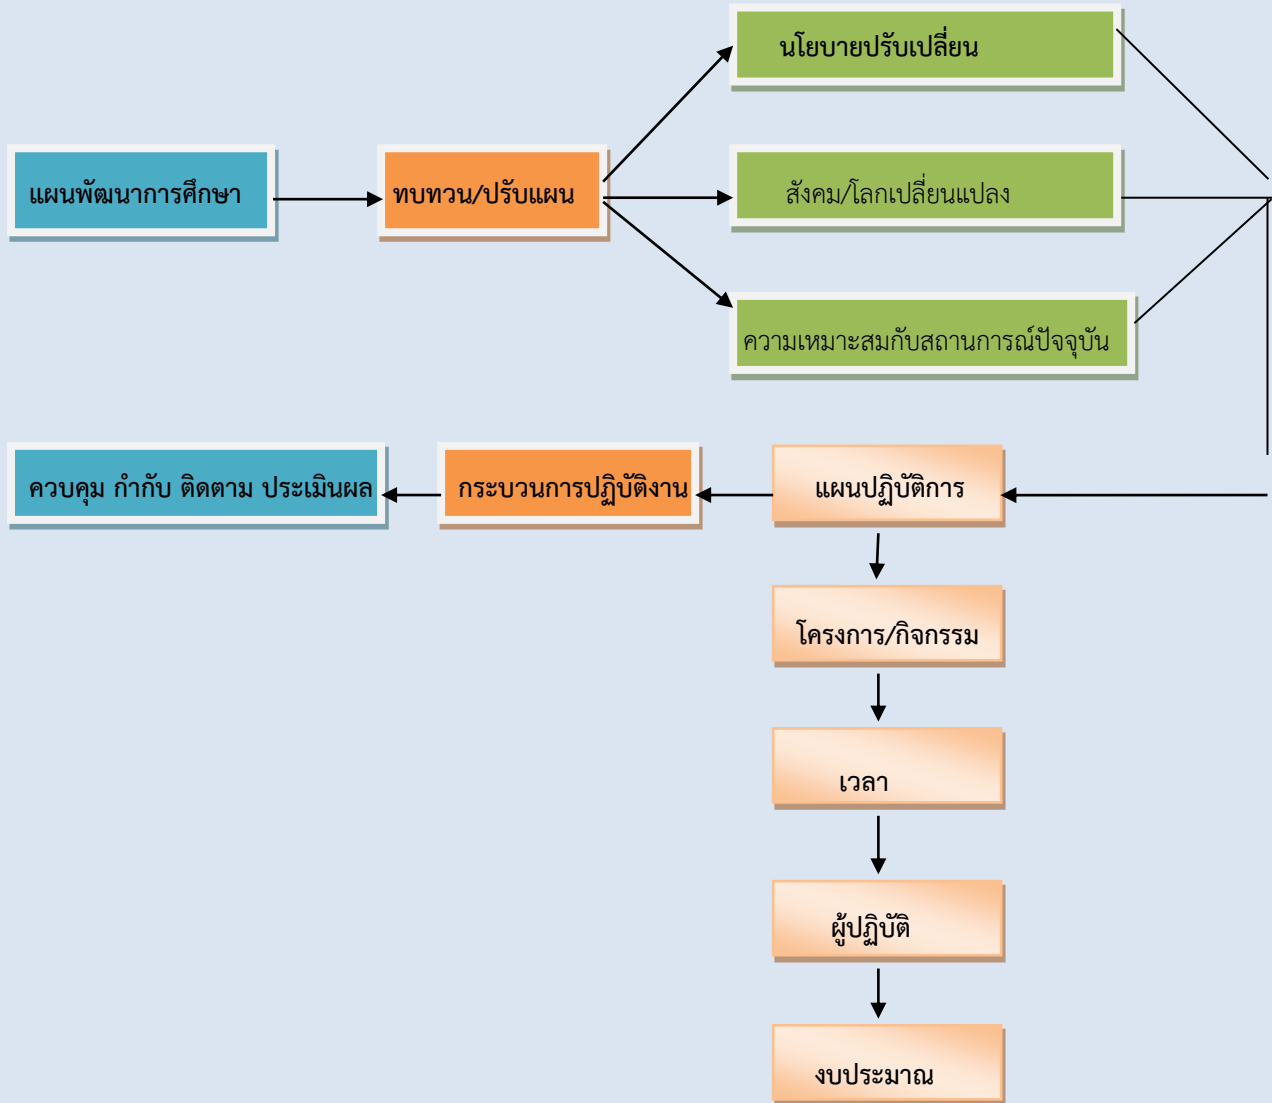 นโยบายปรับเปลี่ยน
แผนพัฒนาการศึกษา
ทบทวน/ปรับแผน
สังคม/โลกเปลี่ยนแปลง
ความเหมาะสมกับสถานการณ์ปัจจุบัน
ควบคุม กำกับ ติดตาม ประเมินผล
กระบวนการปฏิบัติงาน
แผนปฏิบัติการ
โครงการ/กิจกรรม
เวลา
ผู้ปฏิบัติ
งบประมาณ